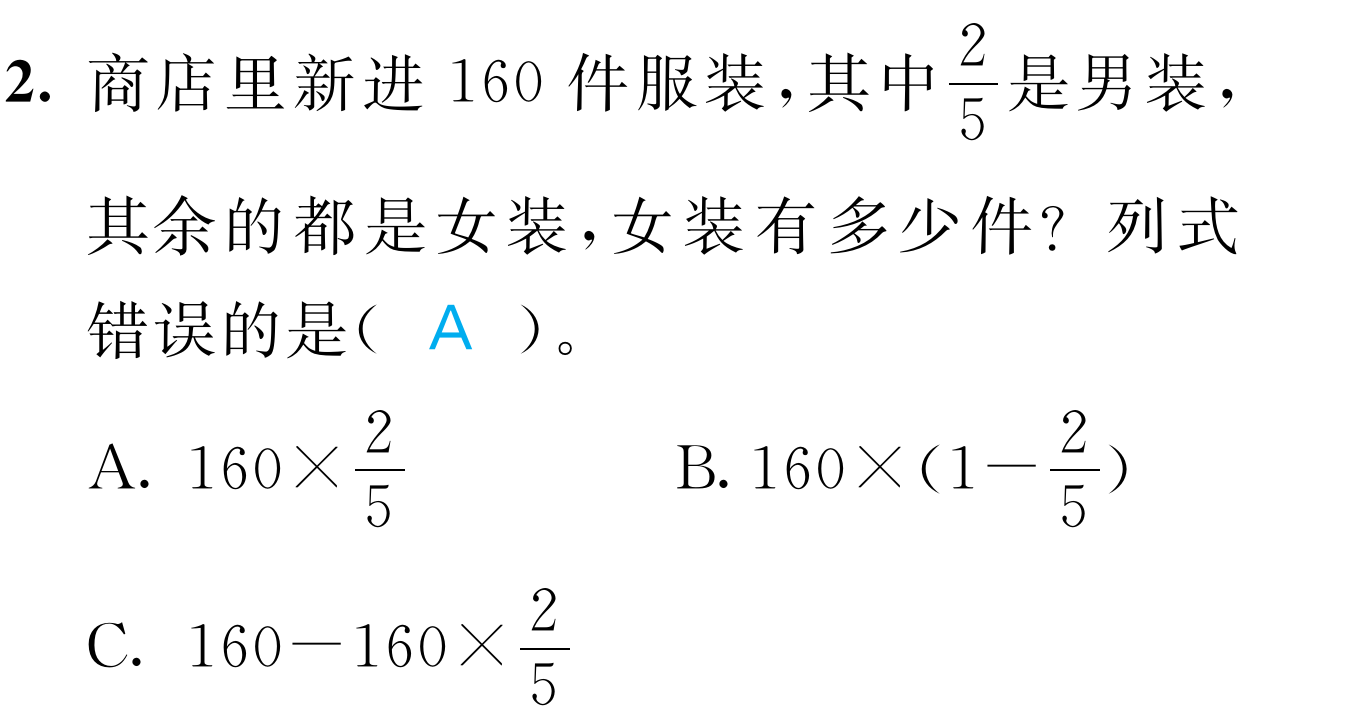 2. 商店里新进 160 件服装,其中2/5是男装,
其余的都是女装,女装有多少件? 列式
错误的是( A )。
A. 160×2/5 B. 160×(1-2/5)
C. 160-160×2/5